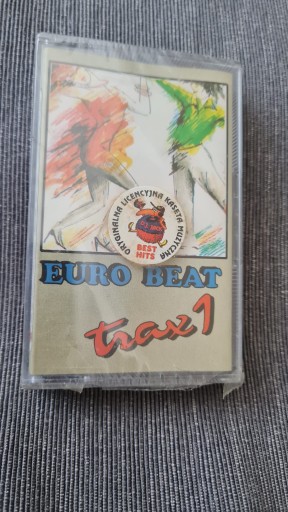 ORYGINALNA LICENCYJNA KASETA MUZYCZNA
BEST
HITS
EURO BEAT
trax 1